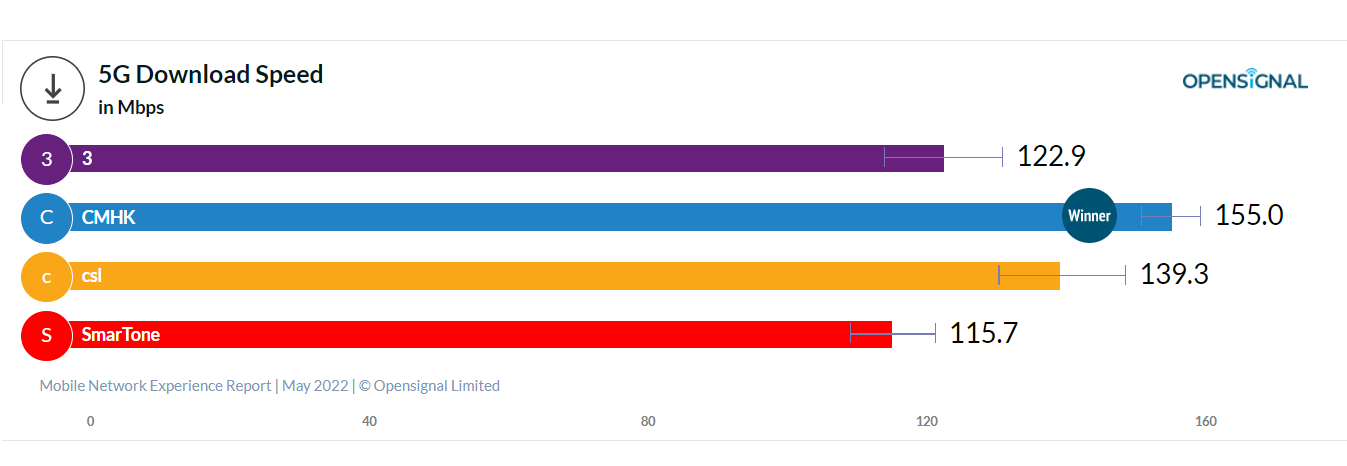 5G Download Speed
in Mbps
OPENSIGNAL
3 3 122.9
C CMHK Winner 155.0
c csl 139.3
S SmarTone 115.7
Mobile Network Experience Report | May 2022 | © Opensignal Limited
0 40 80 120 160